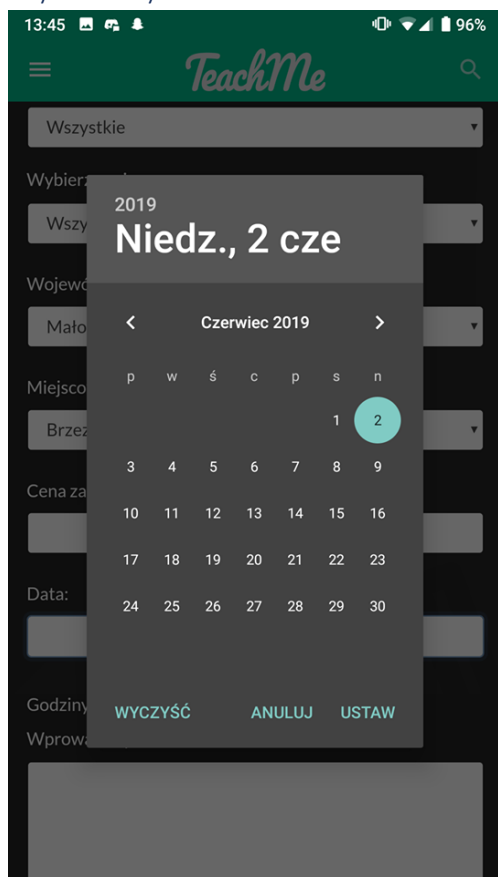 13:45
96%
TeachMe
Wszystkie
2019
Niedz., 2 cze
Czerwiec 2019
p w ś c p s n
1 2
3 4 5 6 7 8 9
10 11 12 13 14 15 16
17 18 19 20 21 22 23
24 25 26 27 28 29 30
Cena za
Data:
Godziny
WYCZYŚĆ ANULUJ USTAW